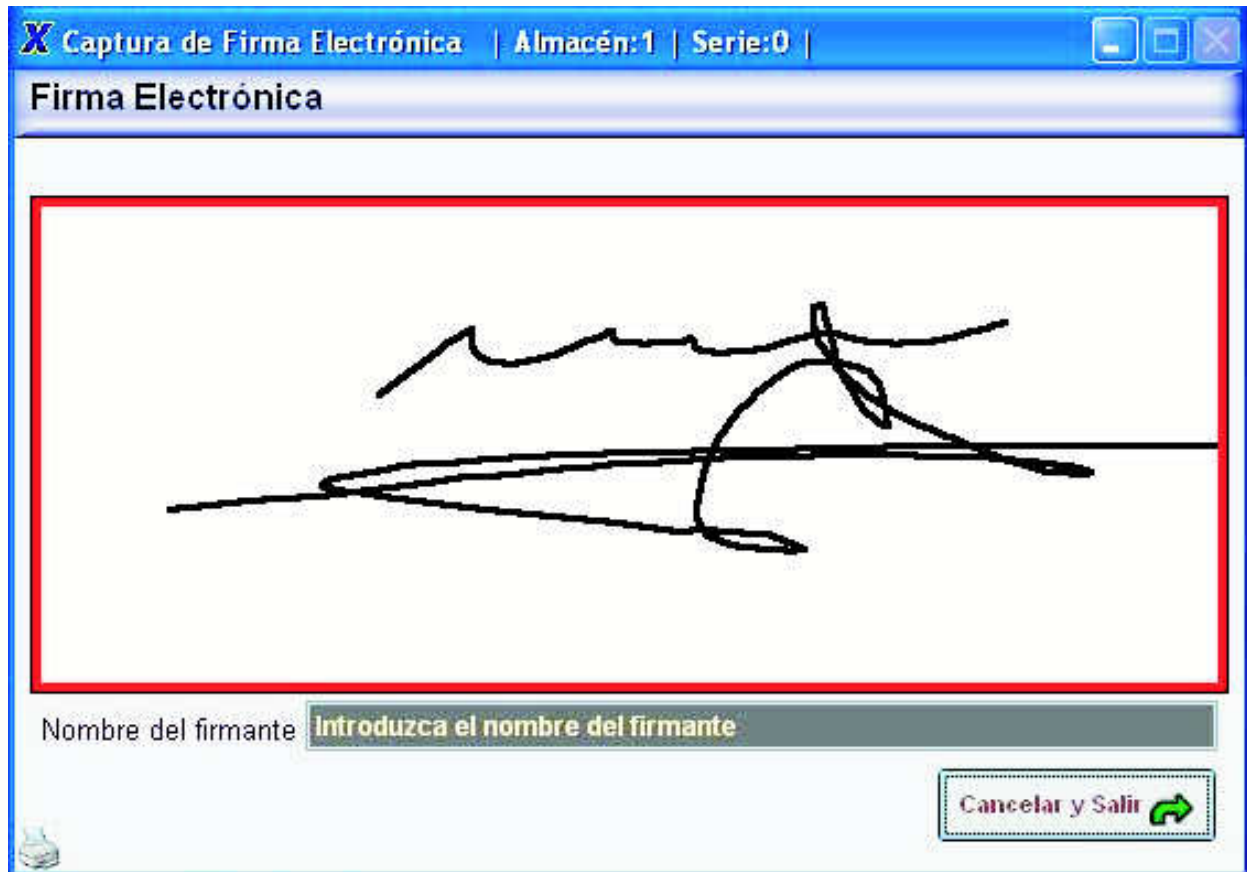 X Captura de Firma Electrónica | Almacén:1 | Serie:0 |
Firma Electrónica
Nombre del firmante Introduzca el nombre del firmante
Cancelar y Salir